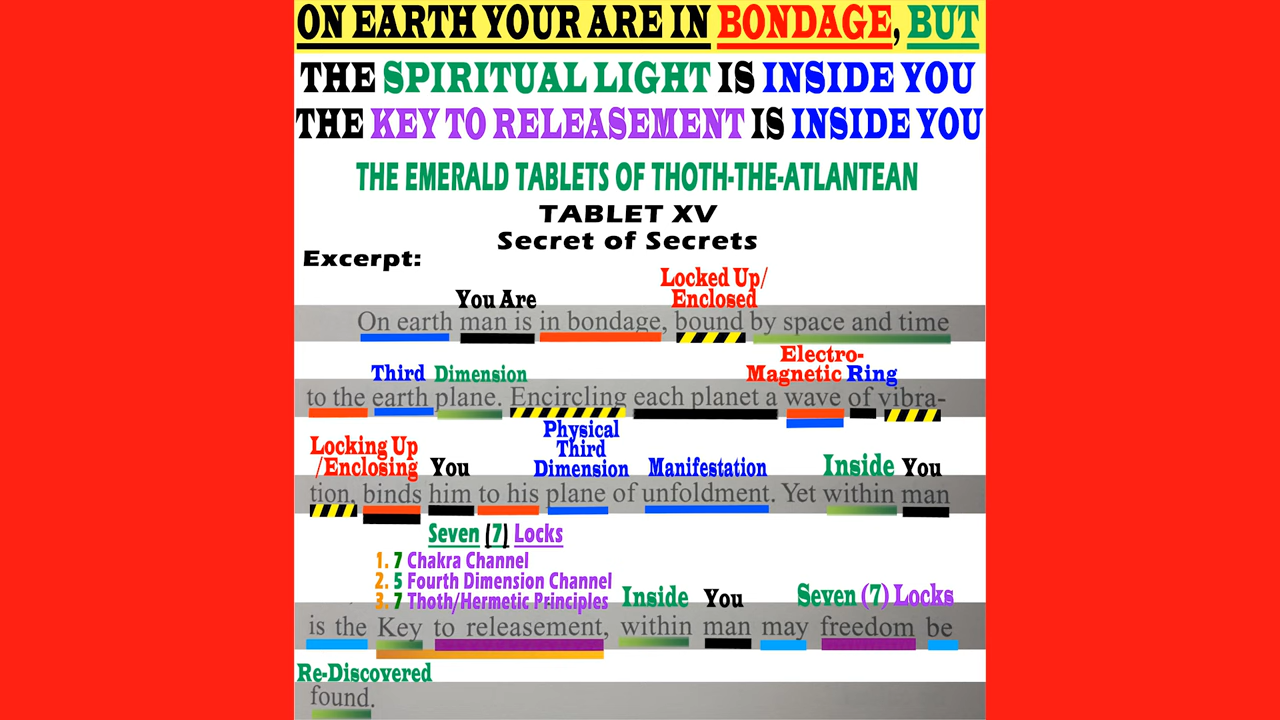 ON EARTH YOUR ARE IN BONDAGE, BUT
THE SPIRITUAL LIGHT IS INSIDE YOU
THE KEY TO RELEASEMENT IS INSIDE YOU
THE EMERALD TABLETS OF THOTH-THE-ATLANTEAN
TABLET XV
Secret of Secrets
Excerpt:
You Are
Locked Up/
Enclosed
On earth man is in bondage, bound by space and time
Third Dimension
Electro-
Magnetic Ring
to the earth plane. Encircling each planet a wave of vibra-
Locking Up
/Enclosing
You
Physical
Third
Dimension
Manifestation
Inside You
tion, binds him to his plane of unfoldment. Yet within man
Seven (7) Locks
1. 7 Chakra Channel
2. 5 Fourth Dimension Channel
3. 7 Thoth/Hermetic Principles
Inside You
Seven (7) Locks
is the Key to releasement, within man may freedom be
Re-Discovered
found.